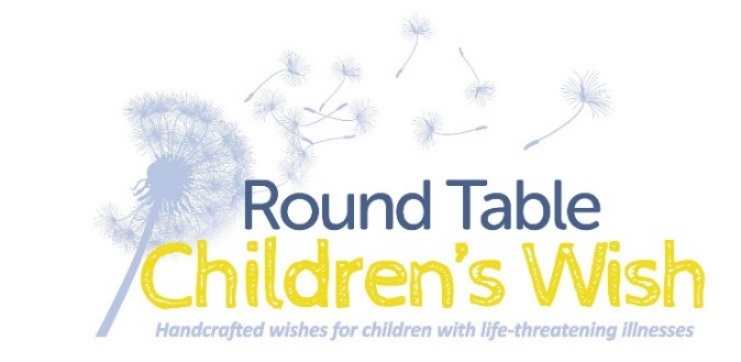 Round Table
Children's Wish
Handcrafted wishes for children with life-threatening illnesses